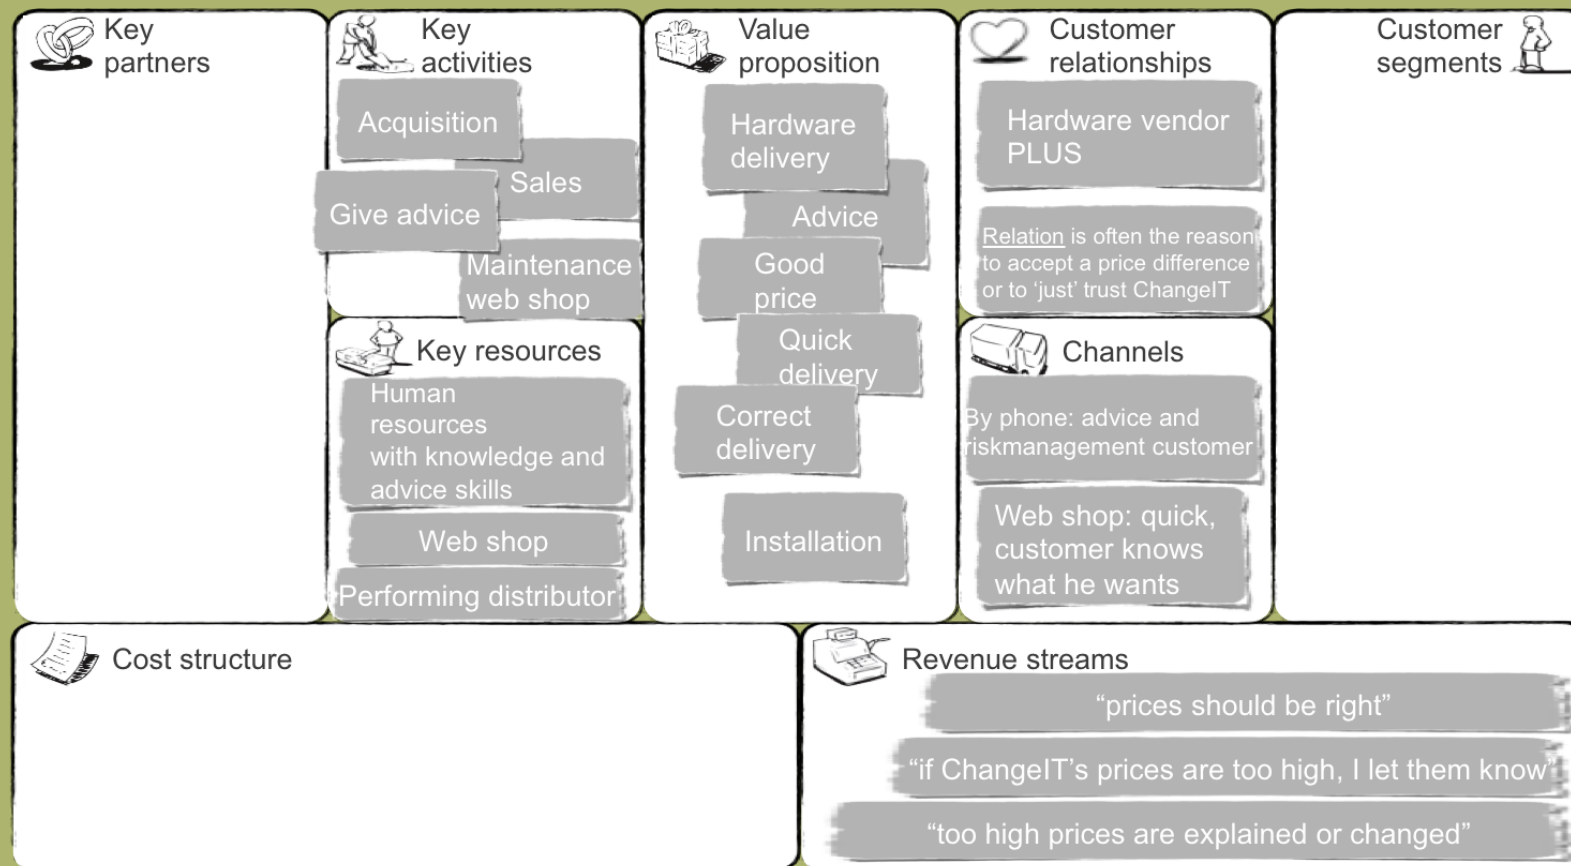 Key
partners
Key
activities
Acquisition
Sales
Give advice
Maintenance
web shop
Key resources
Human
resources
with knowledge and
advice skills
Web shop
Performing distributor
Value
proposition
Hardware
delivery
Advice
Good
price
Quick
delivery
Correct
delivery
Installation
Customer
relationships
Hardware vendor
PLUS
Relation is often the reason
to accept a price difference
or to ‘just’ trust ChangeIT
Channels
By phone: advice and
riskmanagement customer
Web shop: quick,
customer knows
what he wants
Customer
segments
Cost structure
Revenue streams
“prices should be right”
“if ChangeIT’s prices are too high, I let them know”
“too high prices are explained or changed”